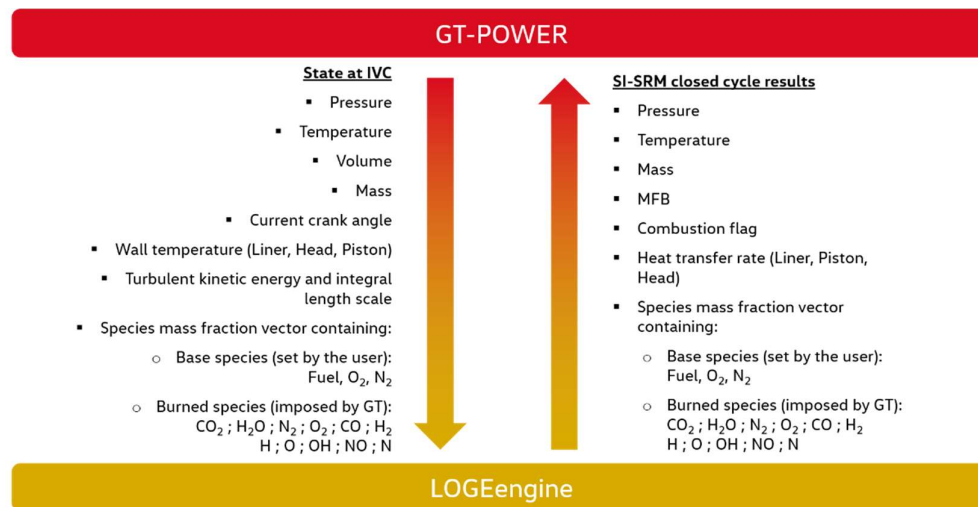 GT-POWER
State at IVC
▪ Pressure
▪ Temperature
▪ Volume
▪ Mass
▪ Current crank angle
▪ Wall temperature (Liner, Head, Piston)
▪ Turbulent kinetic energy and integral
length scale
▪ Species mass fraction vector containing:
○ Base species (set by the user):
Fuel, O₂, N₂
○ Burned species (imposed by GT):
CO₂ ; H₂O ; N₂ ; O₂ ; CO ; H₂
H ; O ; OH ; NO ; N
SI-SRM closed cycle results
▪ Pressure
▪ Temperature
▪ Mass
▪ MFB
▪ Combustion flag
▪ Heat transfer rate (Liner, Piston,
Head)
▪ Species mass fraction vector
containing:
○ Base species (set by the user):
Fuel, O₂, N₂
○ Burned species (imposed by GT):
CO₂ ; H₂O ; N₂ ; O₂ ; CO ; H₂
H ; O ; OH ; NO ; N
LOGEengine